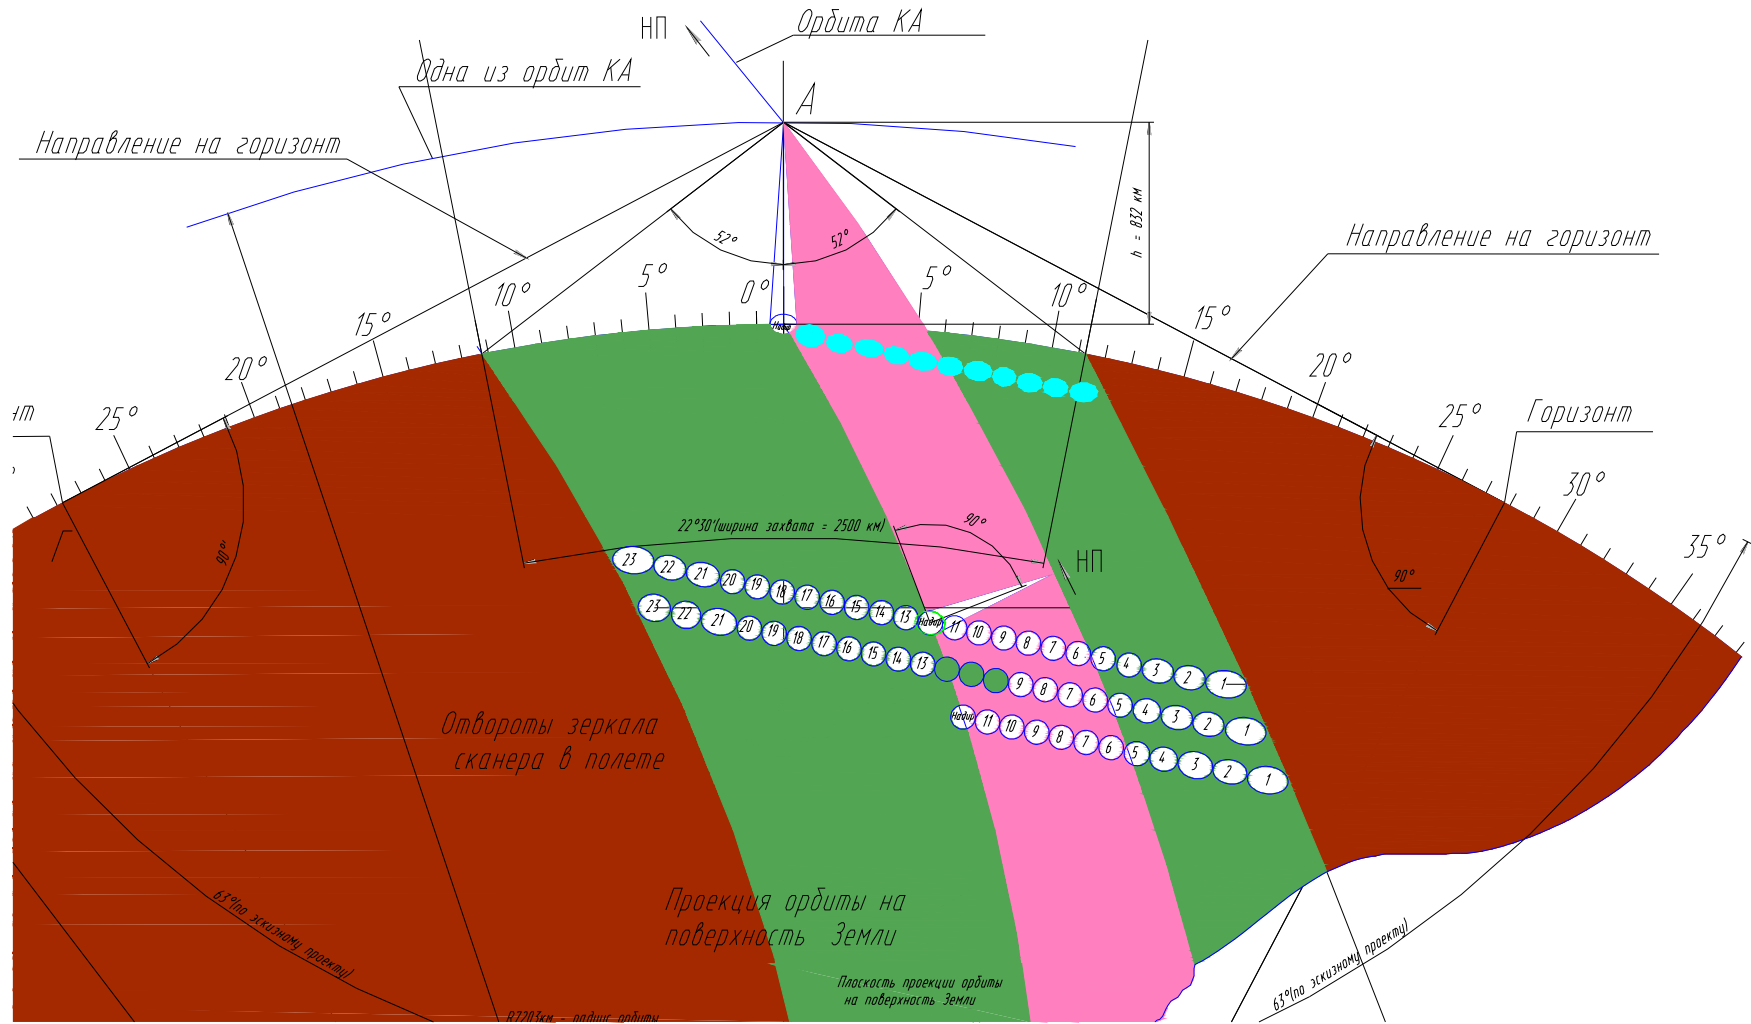 НП
Орбита КА
Одна из орбит КА
А
Направление на горизонт
52°
52°
h = 832 км
Направление на горизонт
10°
5°
0°
5°
10°
15°
15°
20°
20°
25°
25°
30°
35°
Надир
Горизонт
нт
90°
90°
90°
22°30'(ширина захвата = 2500 км)
НП
23 22 21 20 19 18 17 16 15 14 13 Надир 11 10 9 8 7 6 5 4 3 2 1
23 22 21 20 19 18 17 16 15 14 13 9 8 7 6 5 4 3 2 1
Надир 11 10 9 8 7 6 5 4 3 2 1
Отвороты зеркала
сканера в полете
63°(по эскизному проекту)
Проекция орбиты на
поверхность Земли
Плоскость проекции орбиты
на поверхность Земли
63°(по эскизному проекту)
R7203км - радиус орбиты